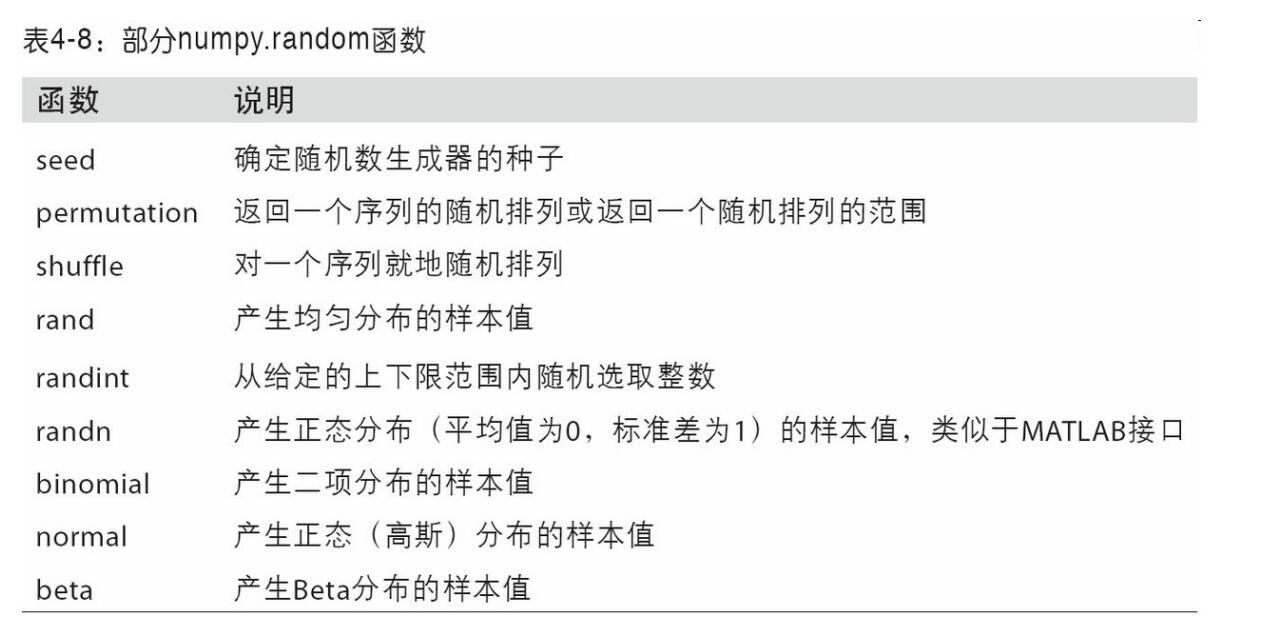 表4-8：部分numpy.random函数
函数 说明
seed 确定随机数生成器的种子
permutation 返回一个序列的随机排列或返回一个随机排列的范围
shuffle 对一个序列就地随机排列
rand 产生均匀分布的样本值
randint 从给定的上下限范围内随机选取整数
randn 产生正态分布（平均值为0，标准差为1）的样本值，类似于MATLAB接口
binomial 产生二项分布的样本值
normal 产生正态（高斯）分布的样本值
beta 产生Beta分布的样本值